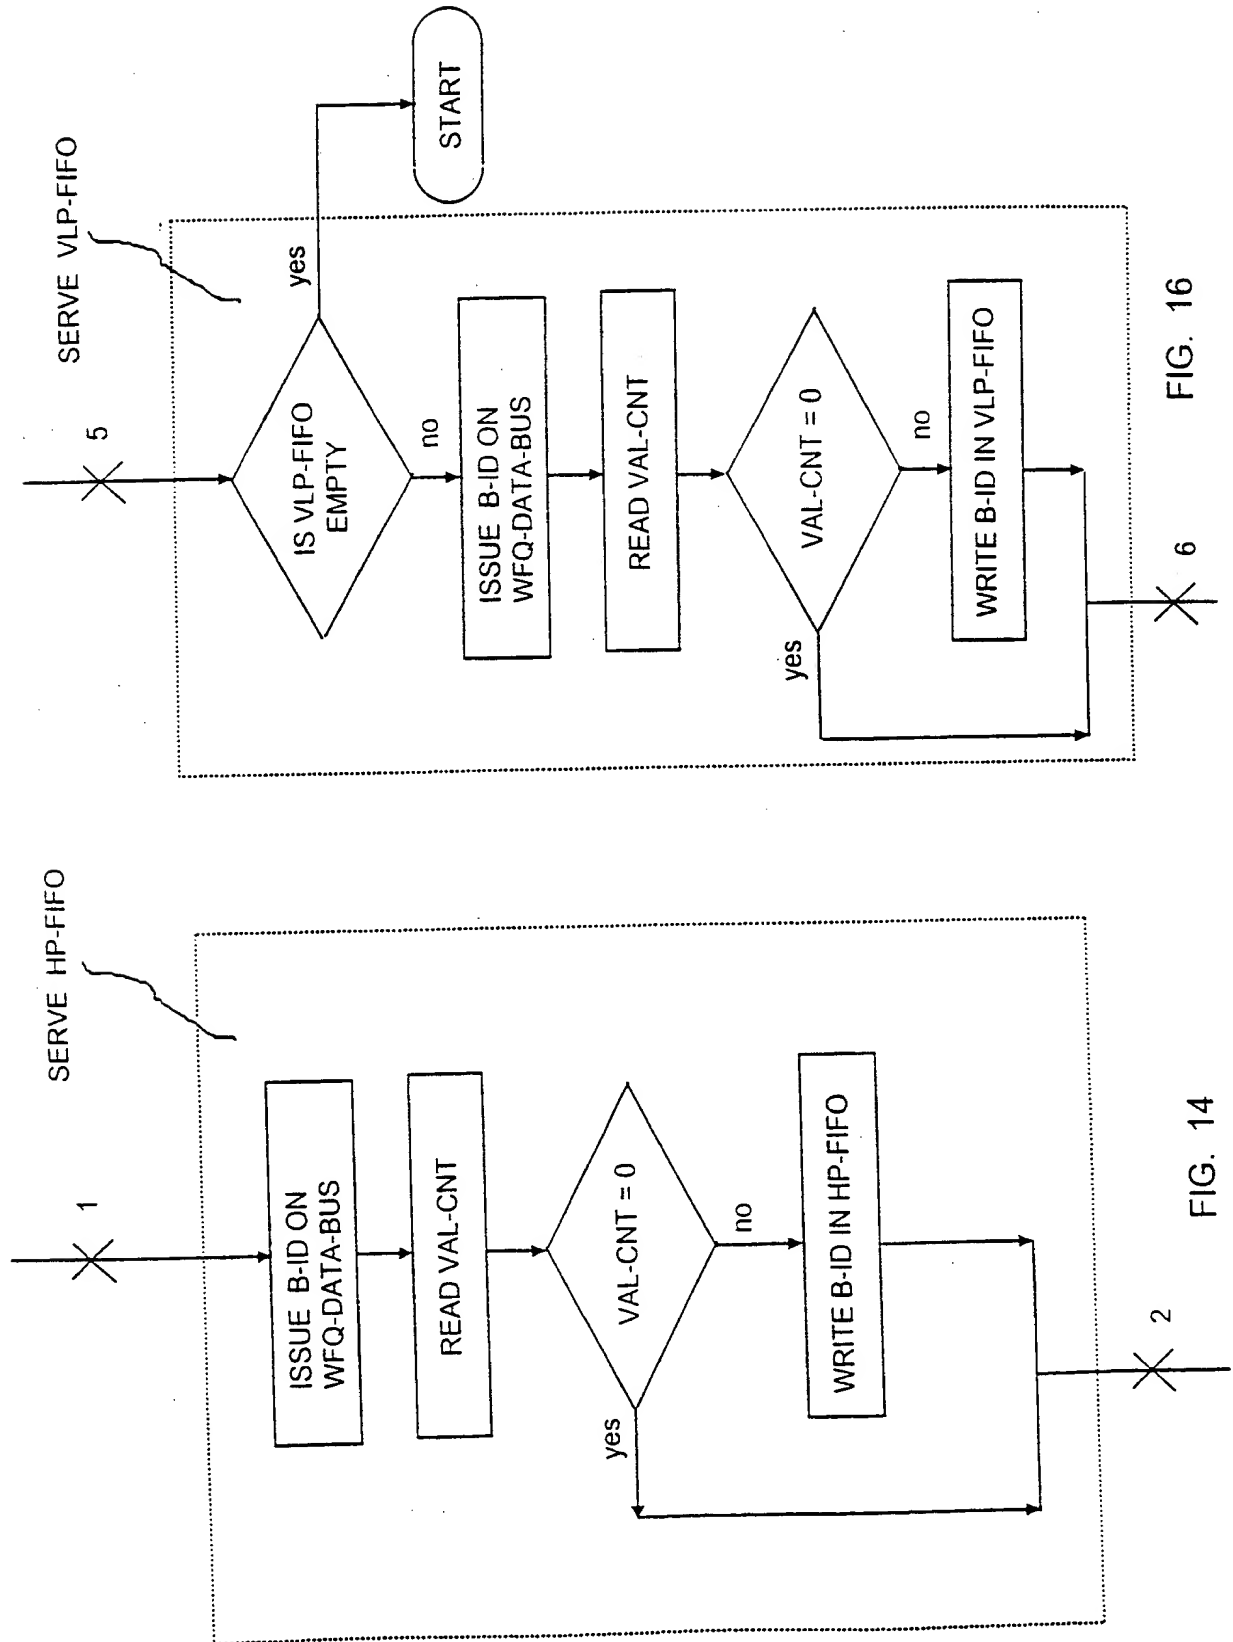 SERVE HP-FIFO
1
ISSUE B-ID ON
WFQ-DATA-BUS
READ VAL-CNT
VAL-CNT = 0
yes
no
WRITE B-ID IN HP-FIFO
2
FIG. 14
SERVE VLP-FIFO
5
IS VLP-FIFO
EMPTY
yes
START
no
ISSUE B-ID ON
WFQ-DATA-BUS
READ VAL-CNT
VAL-CNT = 0
yes
no
WRITE B-ID IN VLP-FIFO
6
FIG. 16